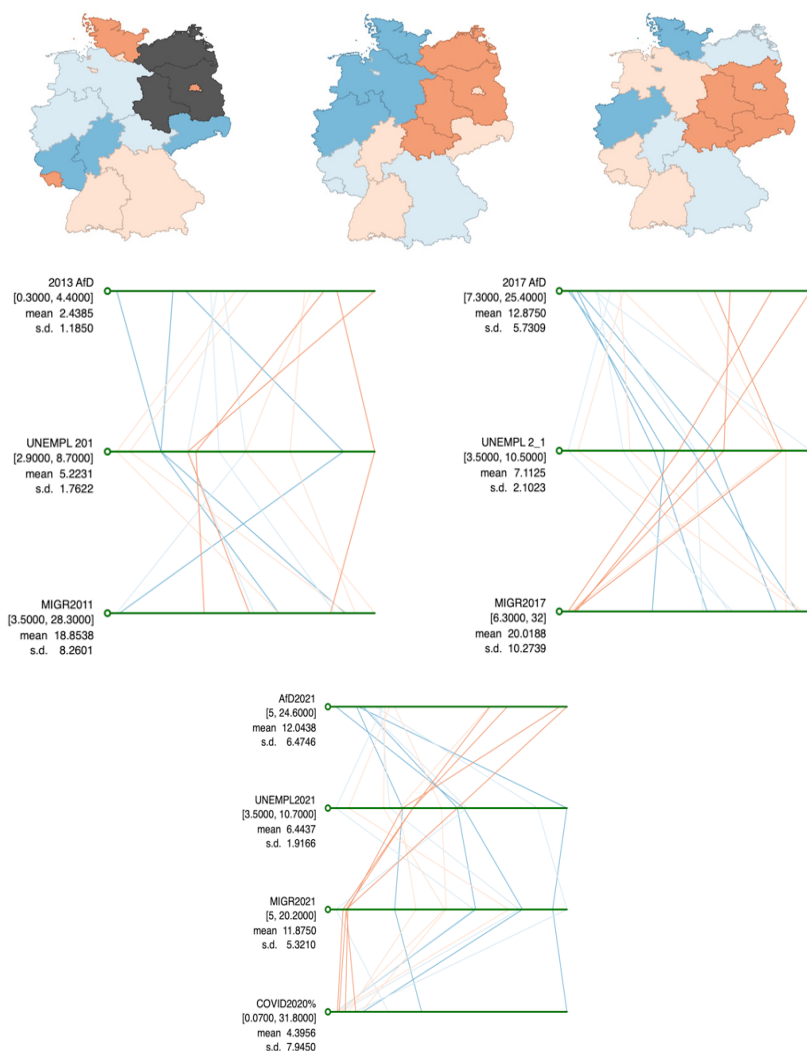 2013 AfD
[0.3000, 4.4000]
mean 2.4385
s.d. 1.1850
UNEMPL 201
[2.9000, 8.7000]
mean 5.2231
s.d. 1.7622
MIGR2011
[3.5000, 28.3000]
mean 18.8538
s.d. 8.2601
2017 AfD
[7.3000, 25.4000]
mean 12.8750
s.d. 5.7309
UNEMPL 2_1
[3.5000, 10.5000]
mean 7.1125
s.d. 2.1023
MIGR2017
[6.3000, 32]
mean 20.0188
s.d. 10.2739
AfD2021
[5, 24.6000]
mean 12.0438
s.d. 6.4746
UNEMPL2021
[3.5000, 10.7000]
mean 6.4437
s.d. 1.9166
MIGR2021
[5, 20.2000]
mean 11.8750
s.d. 5.3210
COVID2020%
[0.0700, 31.8000]
mean 4.3956
s.d. 7.9450